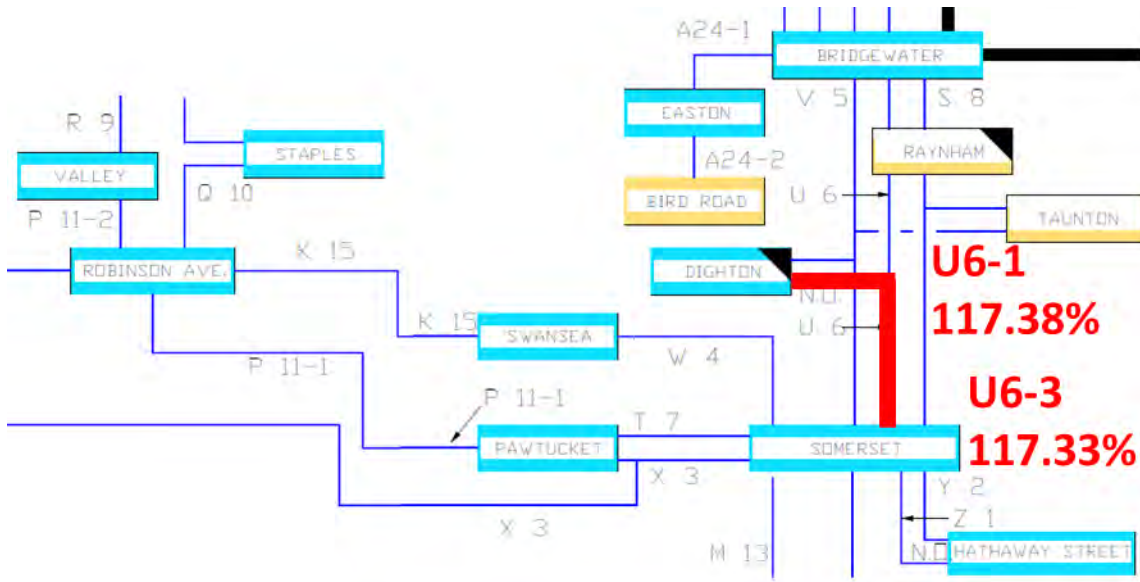 A24-1
BRIDGEWATER
V 5
S 8
EASTON
R 9
STAPLES
RAYNHAM
VALLEY
A24-2
Q 10
BIRD ROAD
U 6
P 11-2
TAUNTON
K 15
ROBINSON AVE.
DIGHTON
U6-1
N.O.
117.38%
K 15
U 6
SWANSEA
W 4
P 11-1
U6-3
P 11-1
T 7
PAWTUCKET
SOMERSET
117.33%
X 3
Y 2
X 3
Z 1
M 13
N.O.
HATHAWAY STREET